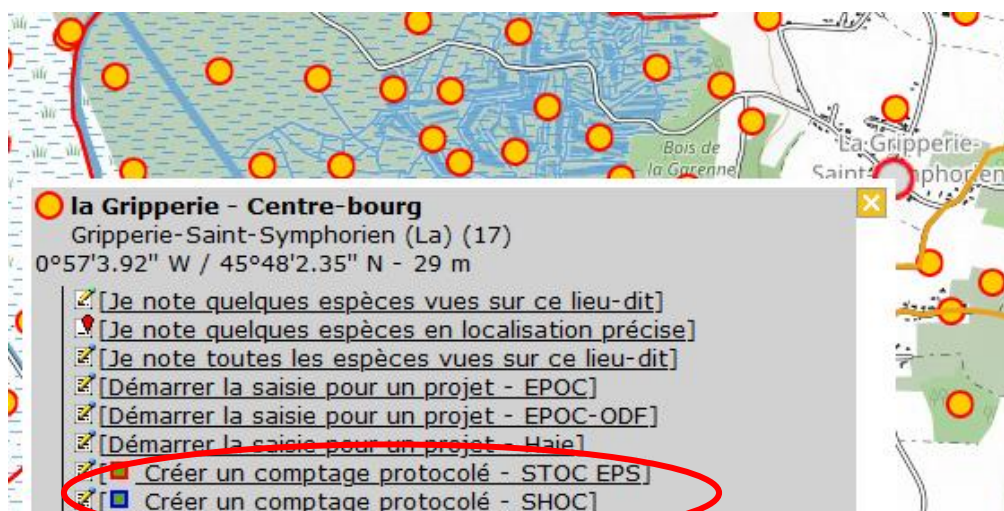 Bois de
la Garenne
La Gripperie-
Saint-
mphorien
la Gripperie - Centre-bourg
Gripperie-Saint-Symphorien (La) (17)
0°57'3.92" W / 45°48'2.35" N - 29 m
[Je note quelques espèces vues sur ce lieu-dit]
[Je note quelques espèces en localisation précise]
[Je note toutes les espèces vues sur ce lieu-dit]
[Démarrer la saisie pour un projet - EPOC]
[Démarrer la saisie pour un projet - EPOC-ODF]
[Démarrer la saisie pour un projet - Haie]
[ Créer un comptage protocolé - STOC EPS]
[ Créer un comptage protocolé - SHOC]